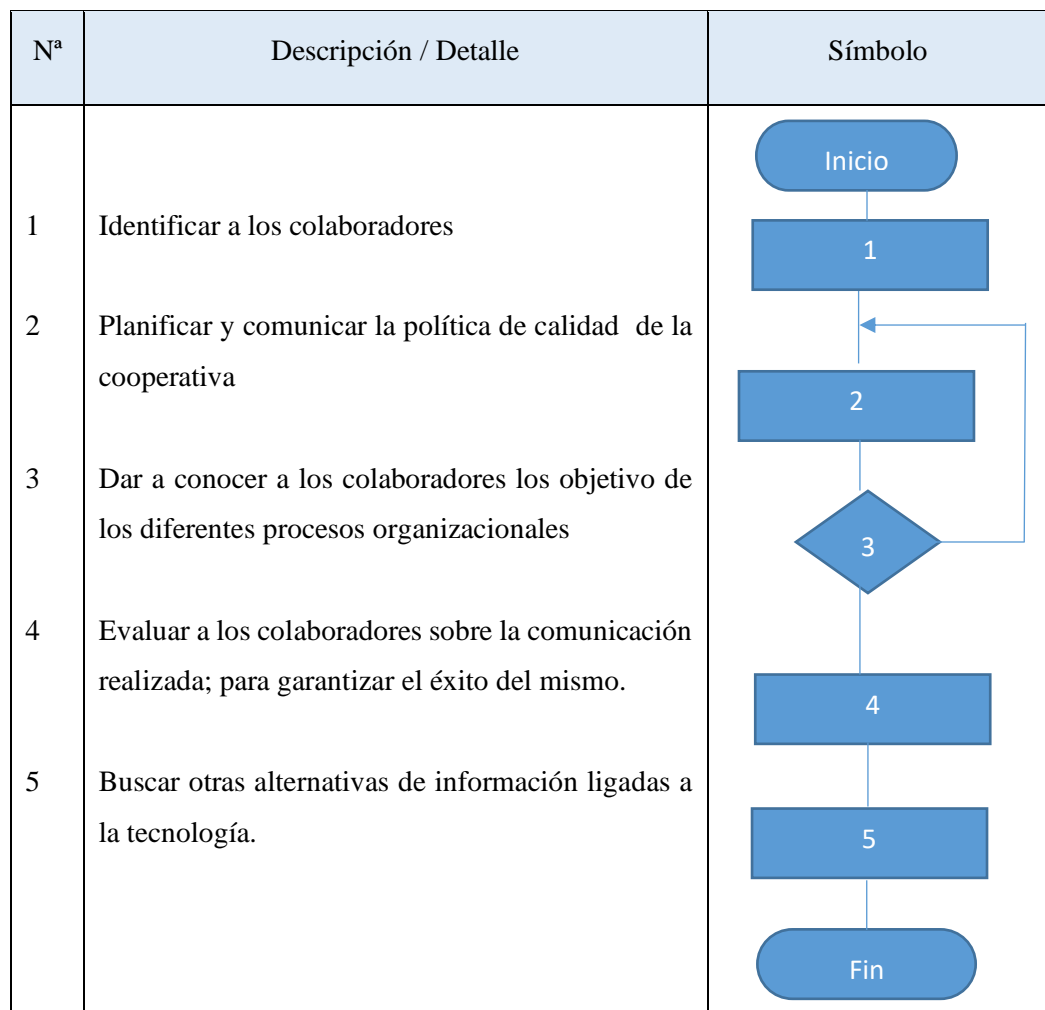 Nª Descripción / Detalle Símbolo
Inicio
1 Identificar a los colaboradores
1
2 Planificar y comunicar la política de calidad de la
cooperativa
2
3 Dar a conocer a los colaboradores los objetivo de
los diferentes procesos organizacionales
3
4 Evaluar a los colaboradores sobre la comunicación
realizada; para garantizar el éxito del mismo.
4
5 Buscar otras alternativas de información ligadas a
la tecnología.
5
Fin